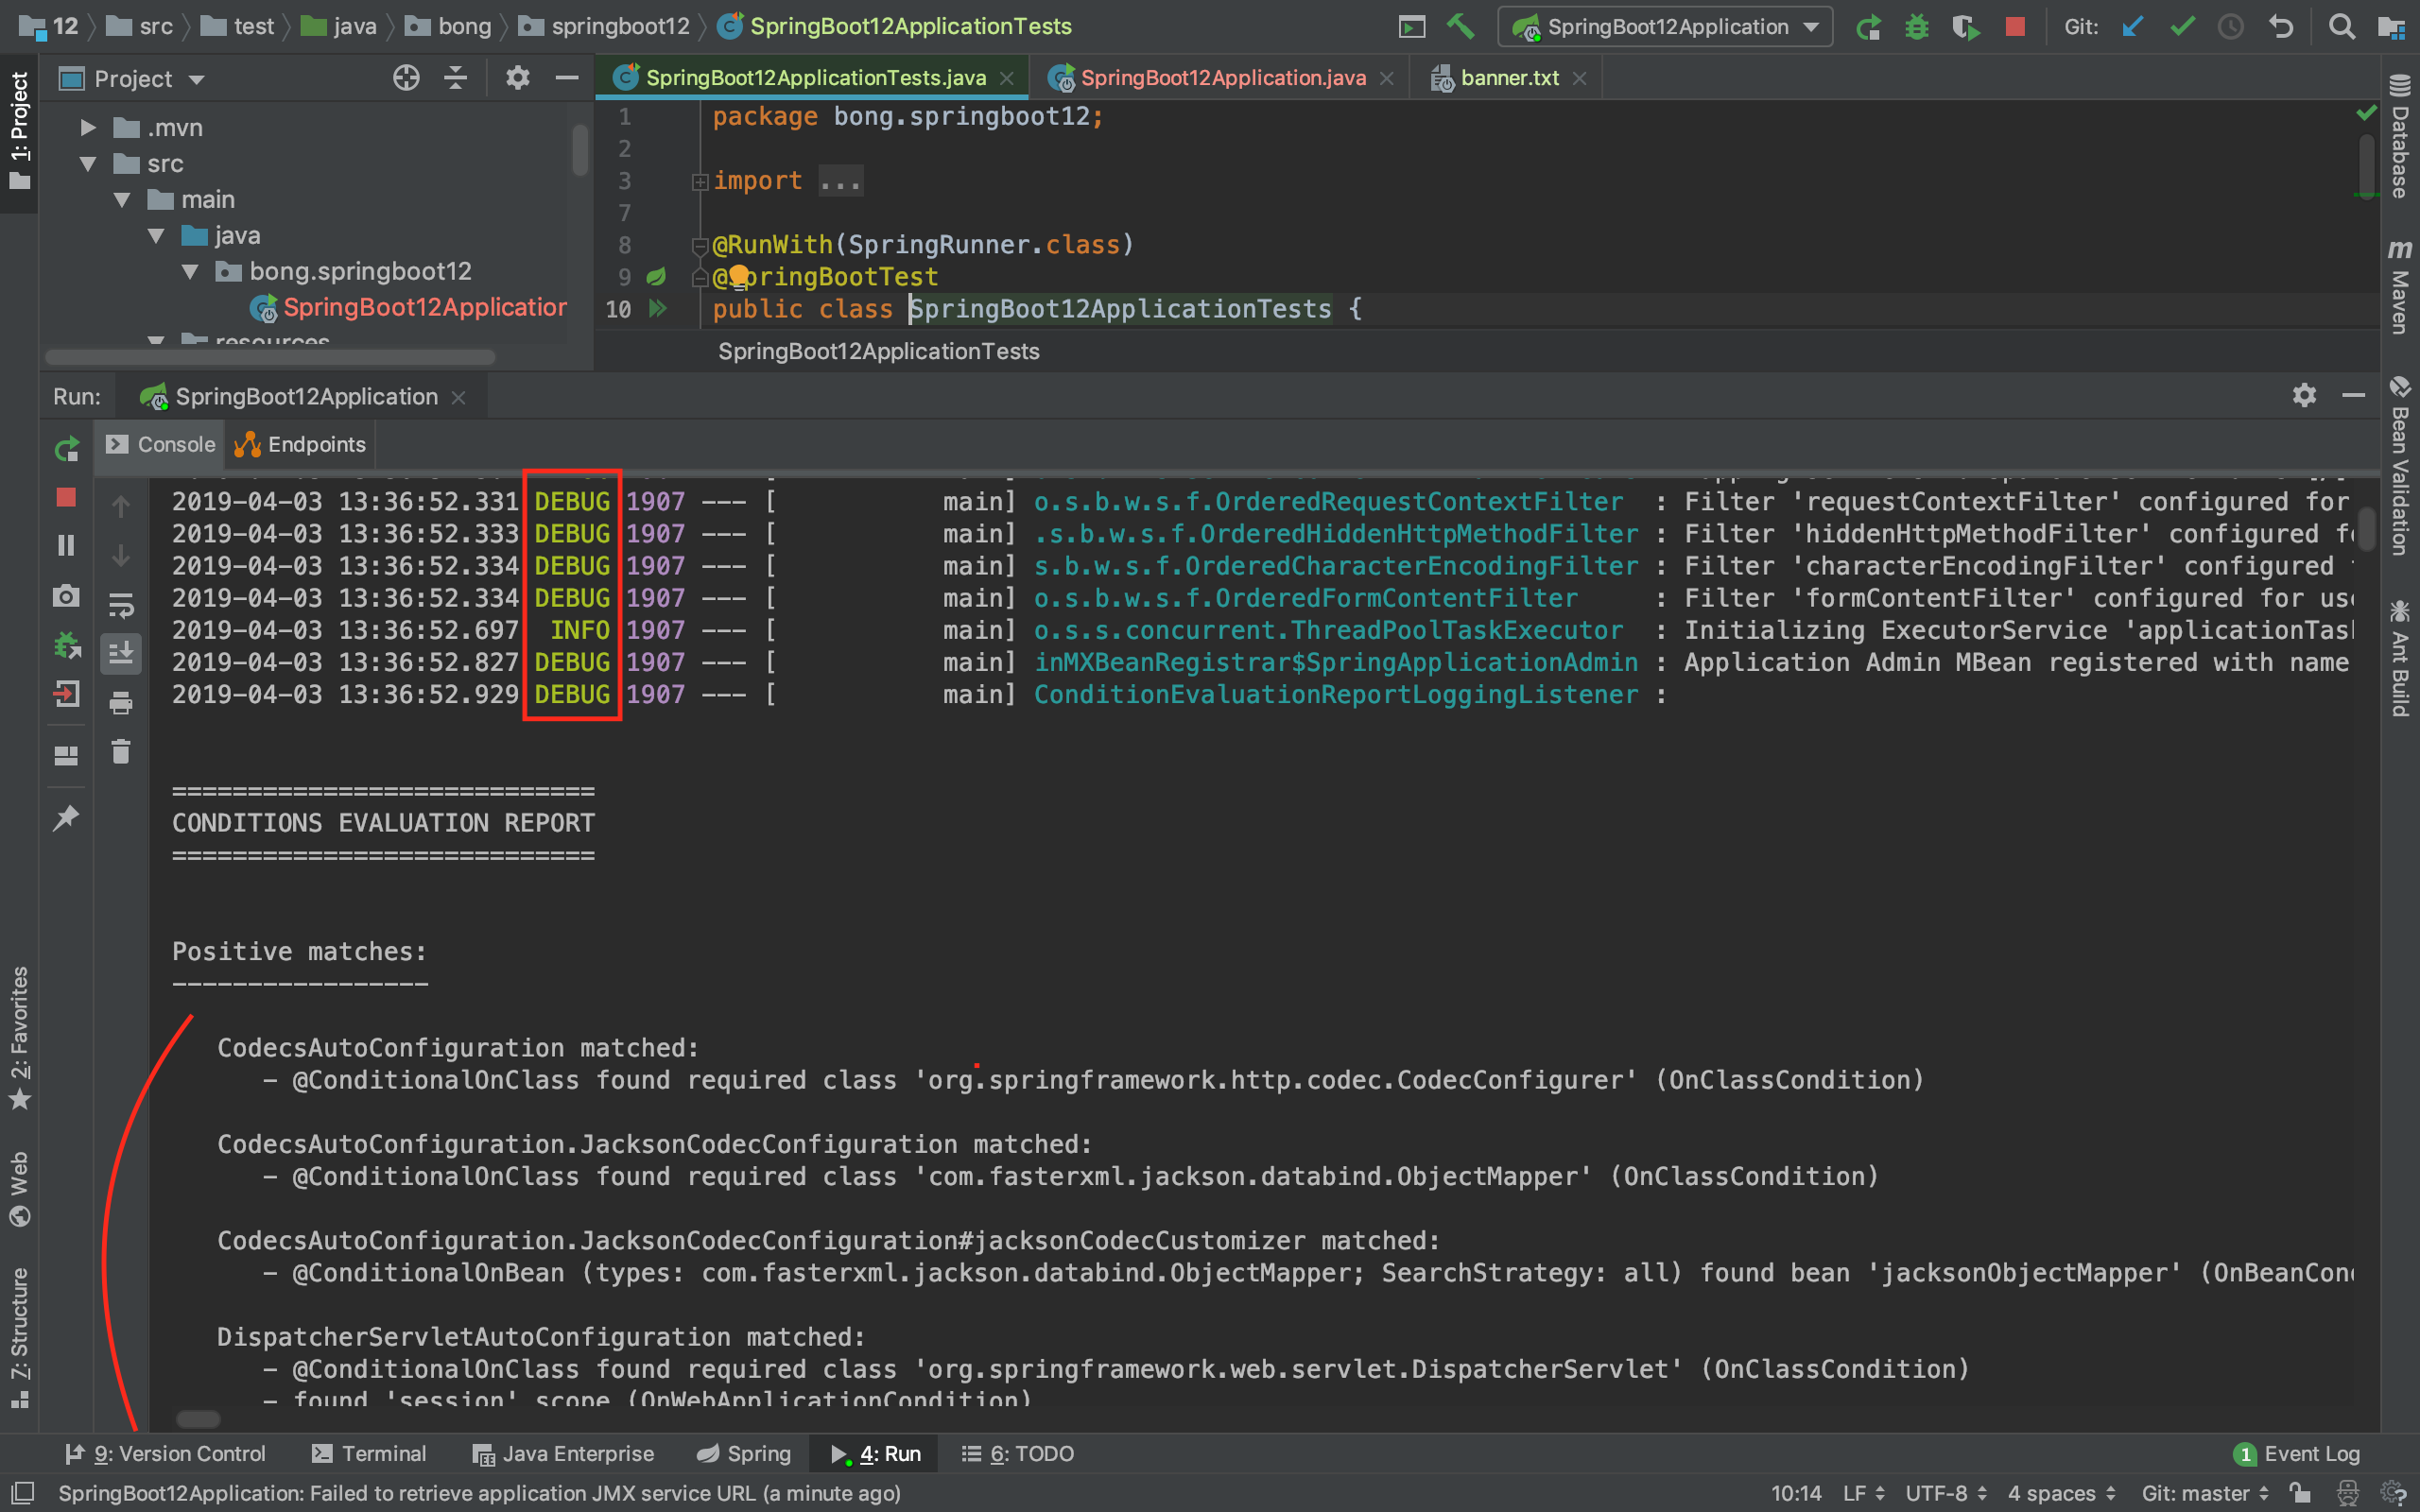 12 src test java bong springboot12 SpringBoot12ApplicationTests SpringBoot12Application Git:
1: Project
Project
SpringBoot12ApplicationTests.java SpringBoot12Application.java banner.txt
.mvn
src
main
java
bong.springboot12
SpringBoot12Application
resources
1 package bong.springboot12;
2
3 import ...
7
8 @RunWith(SpringRunner.class)
9 @SpringBootTest
10 public class SpringBoot12ApplicationTests {
SpringBoot12ApplicationTests
Database
Maven
Bean Validation
Ant Build
Run: SpringBoot12Application
Console Endpoints
2019-04-03 13:36:52.331 DEBUG 1907 --- [ main] o.s.b.w.s.f.OrderedRequestContextFilter : Filter 'requestContextFilter' configured for
2019-04-03 13:36:52.333 DEBUG 1907 --- [ main] .s.b.w.s.f.OrderedHiddenHttpMethodFilter : Filter 'hiddenHttpMethodFilter' configured fo
2019-04-03 13:36:52.334 DEBUG 1907 --- [ main] s.b.w.s.f.OrderedCharacterEncodingFilter : Filter 'characterEncodingFilter' configured
2019-04-03 13:36:52.334 DEBUG 1907 --- [ main] o.s.b.w.s.f.OrderedFormContentFilter : Filter 'formContentFilter' configured for use
2019-04-03 13:36:52.697 INFO 1907 --- [ main] o.s.s.concurrent.ThreadPoolTaskExecutor : Initializing ExecutorService 'applicationTas
2019-04-03 13:36:52.827 DEBUG 1907 --- [ main] inMXBeanRegistrar$SpringApplicationAdmin : Application Admin MBean registered with name
2019-04-03 13:36:52.929 DEBUG 1907 --- [ main] ConditionEvaluationReportLoggingListener :
============================
CONDITIONS EVALUATION REPORT
============================
Positive matches:
-----------------
CodecsAutoConfiguration matched:
- @ConditionalOnClass found required class 'org.springframework.http.codec.CodecConfigurer' (OnClassCondition)
CodecsAutoConfiguration.JacksonCodecConfiguration matched:
- @ConditionalOnClass found required class 'com.fasterxml.jackson.databind.ObjectMapper' (OnClassCondition)
CodecsAutoConfiguration.JacksonCodecConfiguration#jacksonCodecCustomizer matched:
- @ConditionalOnBean (types: com.fasterxml.jackson.databind.ObjectMapper; SearchStrategy: all) found bean 'jacksonObjectMapper' (OnBeanCon
DispatcherServletAutoConfiguration matched:
- @ConditionalOnClass found required class 'org.springframework.web.servlet.DispatcherServlet' (OnClassCondition)
- found 'session' scope (OnWebApplicationCondition)
2: Favorites
Web
7: Structure
9: Version Control Terminal Java Enterprise Spring 4: Run 6: TODO 1 Event Log
SpringBoot12Application: Failed to retrieve application JMX service URL (a minute ago) 10:14 LF UTF-8 4 spaces Git: master